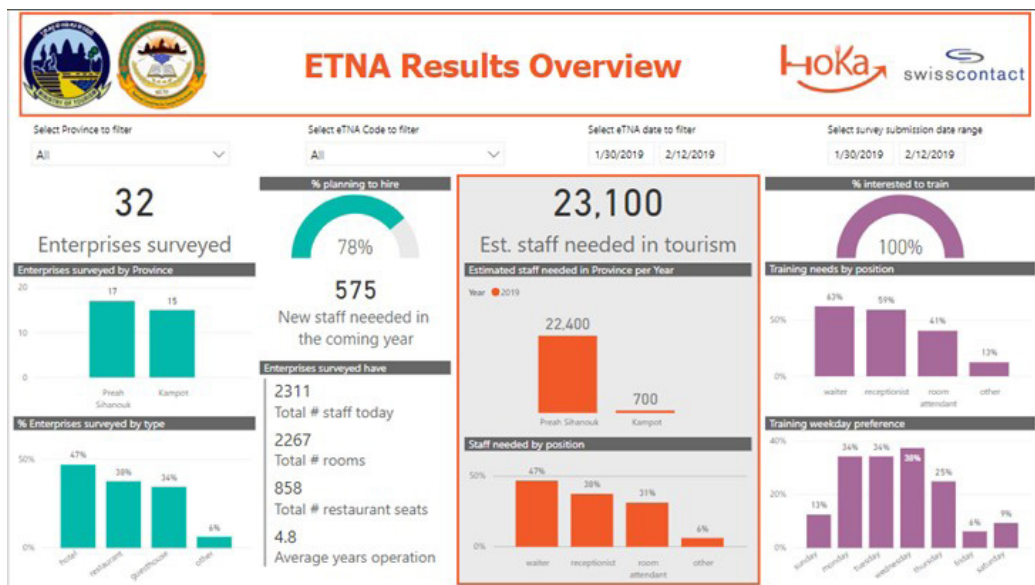 MINISTRY OF TOURISM
ETNA Results Overview
HoKa
swisscontact
Select Province to filter
All
Select eTNA Code to filter
All
Select eTNA date to filter
1/30/2019 2/12/2019
Select survey submission date range
1/30/2019 2/12/2019
32
Enterprises surveyed
Enterprises surveyed by Province
20
10
0
17
15
Preah
Sihanouk
Kampot
% Enterprises surveyed by type
50%
0%
47%
38%
34%
6%
hotel
restaurant
guesthouse
other
% planning to hire
78%
575
New staff neeeded in
the coming year
Enterprises surveyed have
2311
Total # staff today
2267
Total # rooms
858
Total # restaurant seats
4.8
Average years operation
23,100
Est. staff needed in tourism
Estimated staff needed in Province per Year
Year 2019
22,400
700
Preah Sihanouk
Kampot
Staff needed by position
50%
0%
47%
38%
31%
6%
waiter
receptionist
room
attendant
other
% interested to train
100%
Training needs by position
50%
0%
63%
59%
41%
13%
waiter
receptionist
room
attendant
other
Training weekday preference
40%
20%
0%
13%
34%
34%
38%
25%
6%
9%
sunday
monday
tuesday
wednesday
thursday
friday
saturday